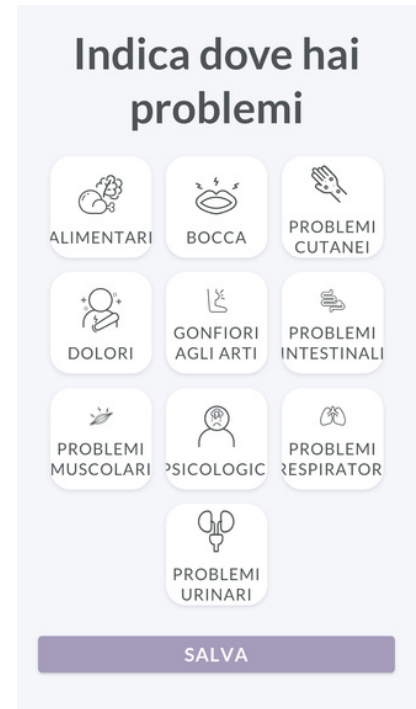 Indica dove hai
problemi
ALIMENTARI
BOCCA
PROBLEMI
CUTANEI
DOLORI
GONFIORI
AGLI ARTI
PROBLEMI
INTESTINALI
PROBLEMI
MUSCOLARI
PSICOLOGIC
PROBLEMI
RESPIRATOR
PROBLEMI
URINARI
SALVA